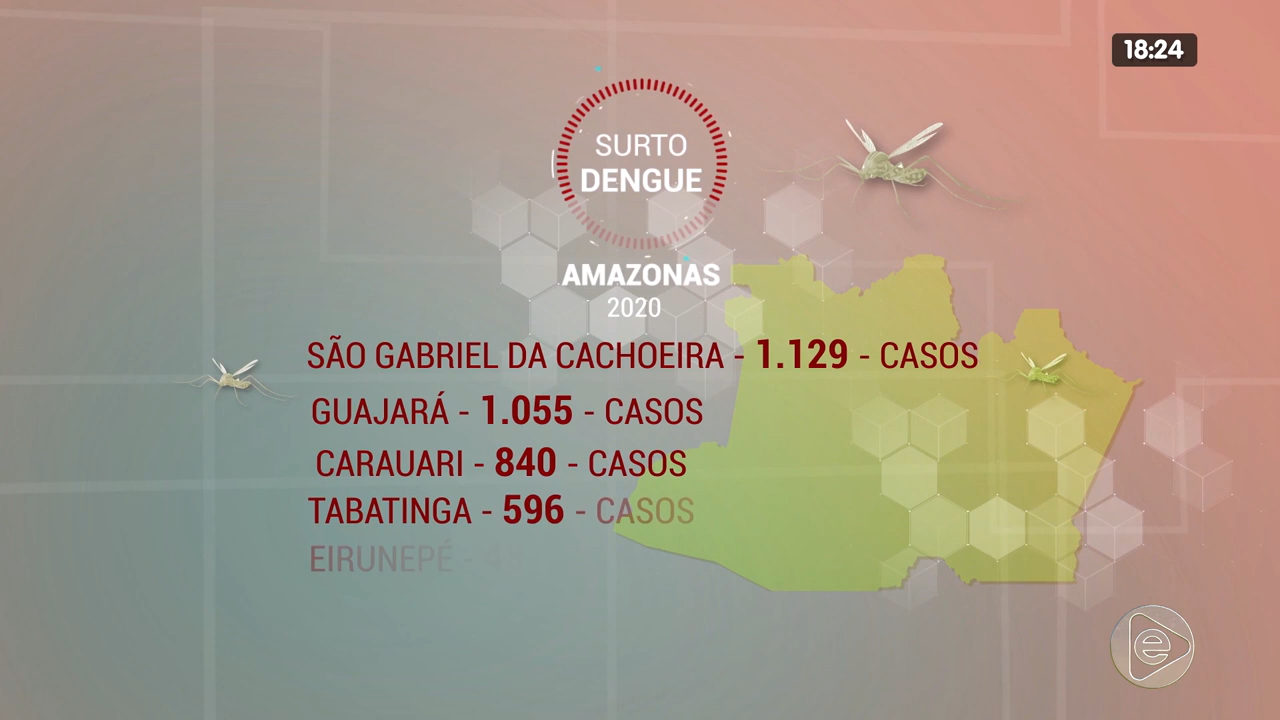 18:24
SURTO
DENGUE
AMAZONAS
2020
SÃO GABRIEL DA CACHOEIRA - 1.129 - CASOS
GUAJARÁ - 1.055 - CASOS
CARAUARI - 840 - CASOS
TABATINGA - 596 - CASOS
EIRUNEPÉ -
e